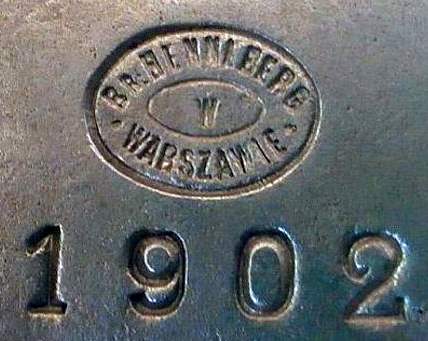 BR. HENNEBERG
W
WARSZAWIE
1902